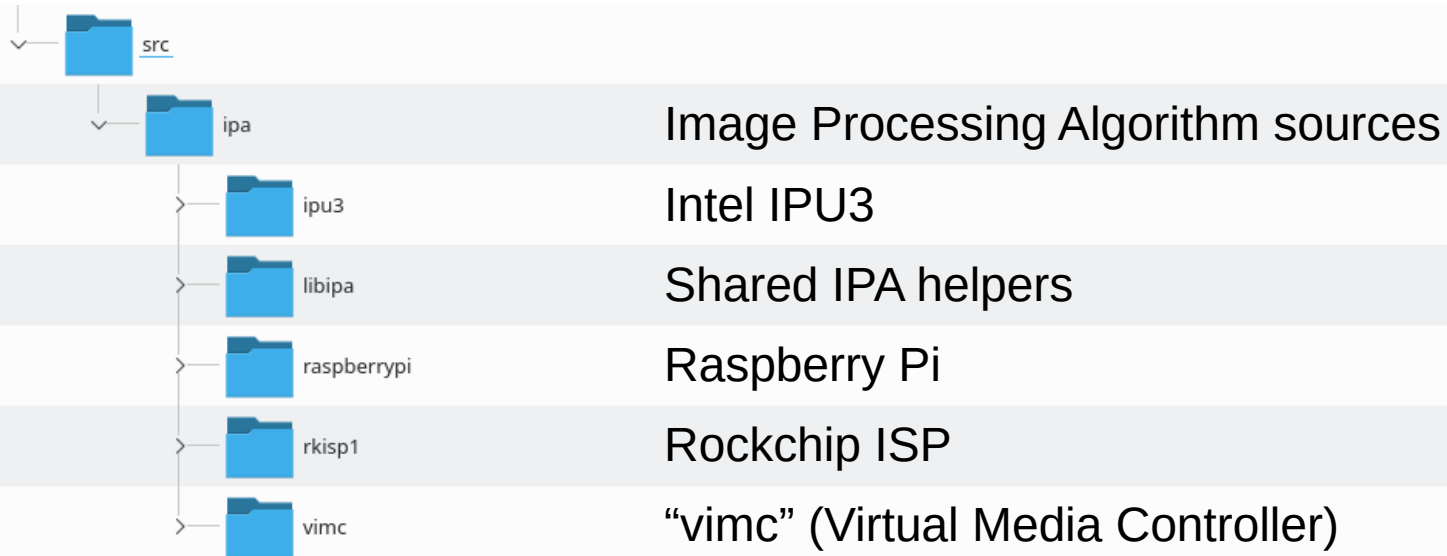 src
ipa Image Processing Algorithm sources
ipu3 Intel IPU3
libipa Shared IPA helpers
raspberrypi Raspberry Pi
rkisp1 Rockchip ISP
vimc “vimc” (Virtual Media Controller)